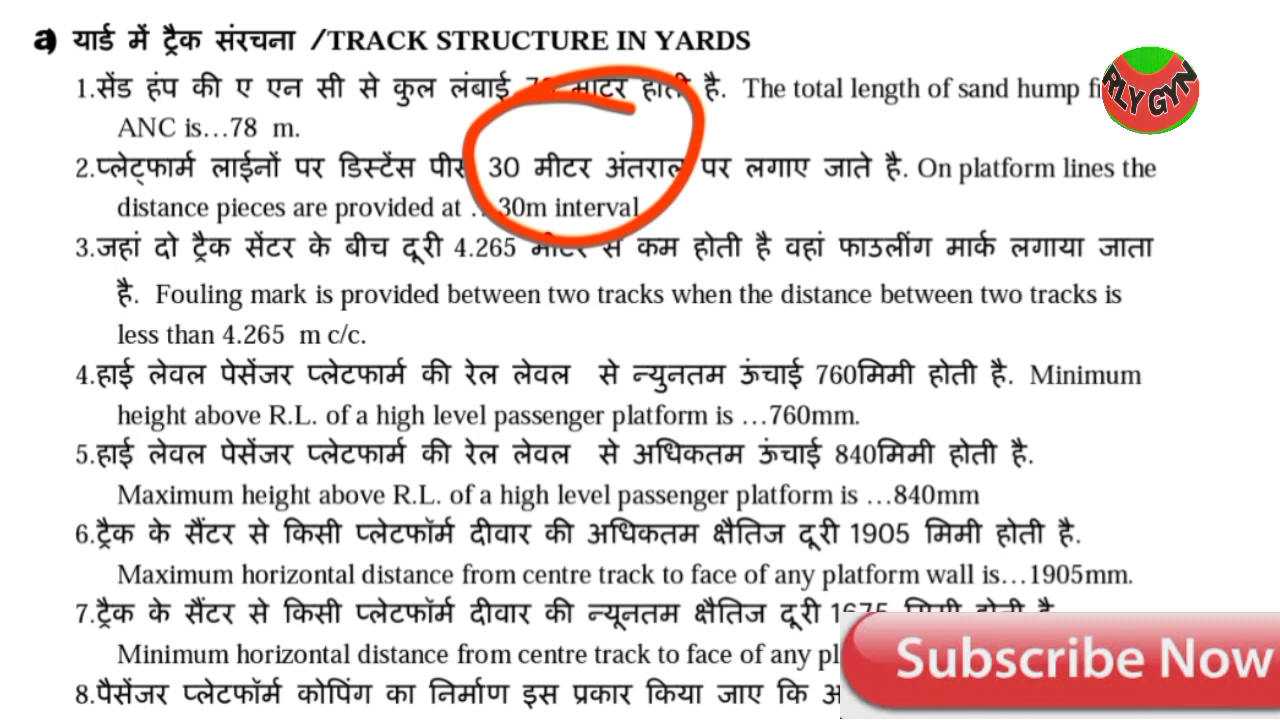 a) यार्ड में ट्रैक संरचना /TRACK STRUCTURE IN YARDS
1.सेंड हंप की ए एन सी से कुल लंबाई मीटर होती है. The total length of sand hump
ANC is...78 m.
2.प्लेट्फार्म लाईनों पर डिस्टेंस पीस 30 मीटर अंतराल पर लगाए जाते है. On platform lines the
distance pieces are provided at ...30m interval
3.जहां दो ट्रैक सेंटर के बीच दूरी 4.265 मीटर से कम होती है वहां फाउलींग मार्क लगाया जाता
है. Fouling mark is provided between two tracks when the distance between two tracks is
less than 4.265 m c/c.
4.हाई लेवल पेसेंजर प्लेटफार्म की रेल लेवल से न्युनतम ऊंचाई 760मिमी होती है. Minimum
height above R.L. of a high level passenger platform is ...760mm.
5.हाई लेवल पेसेंजर प्लेटफार्म की रेल लेवल से अधिकतम ऊंचाई 840मिमी होती है.
Maximum height above R.L. of a high level passenger platform is ...840mm
6.ट्रैक के सैंटर से किसी प्लेटफॉर्म दीवार की अधिकतम क्षैतिज दूरी 1905 मिमी होती है.
Maximum horizontal distance from centre track to face of any platform wall is...1905mm.
7.ट्रैक के सैंटर से किसी प्लेटफॉर्म दीवार की न्यूनतम क्षैतिज दूरी 1675 मिमी होती है
Minimum horizontal distance from centre track to face of any
8.पैसेंजर प्लेटफॉर्म कोपिंग का निर्माण इस प्रकार किया जाए कि
RLY GYN
Subscribe Now